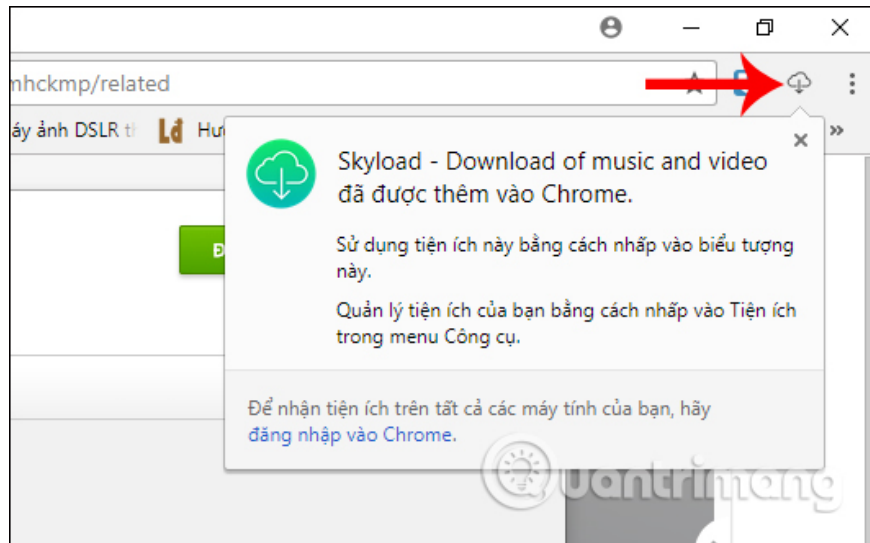 mhckmp/related
áy ảnh DSLR
Lđ
Skyload - Download of music and video
đã được thêm vào Chrome.
Sử dụng tiện ích này bằng cách nhấp vào biểu tượng
này.
Quản lý tiện ích của bạn bằng cách nhấp vào Tiện ích
trong menu Công cụ.
Để nhận tiện ích trên tất cả các máy tính của bạn, hãy
đăng nhập vào Chrome.
Quantrimang